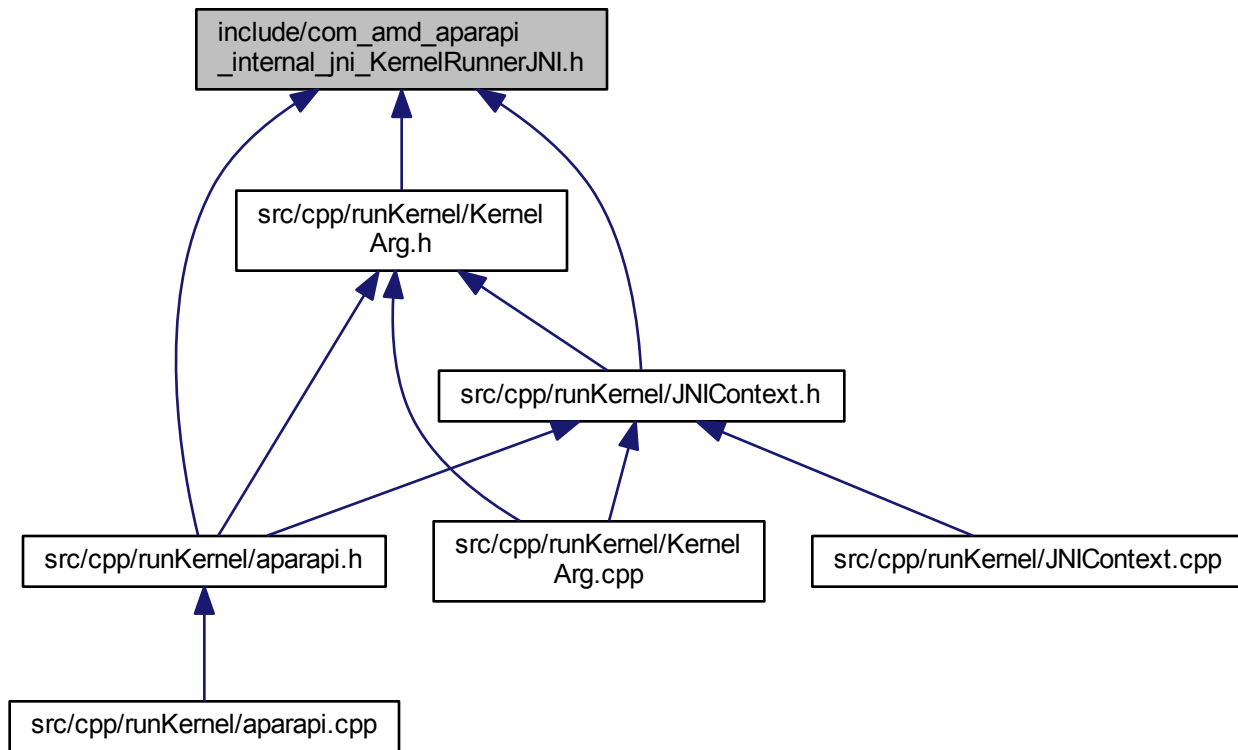 include/com_amd_aparapi
_internal_jni_KernelRunnerJNI.h
src/cpp/runKernel/Kernel
Arg.h
src/cpp/runKernel/JNIContext.h
src/cpp/runKernel/aparapi.h
src/cpp/runKernel/Kernel
Arg.cpp
src/cpp/runKernel/JNIContext.cpp
src/cpp/runKernel/aparapi.cpp